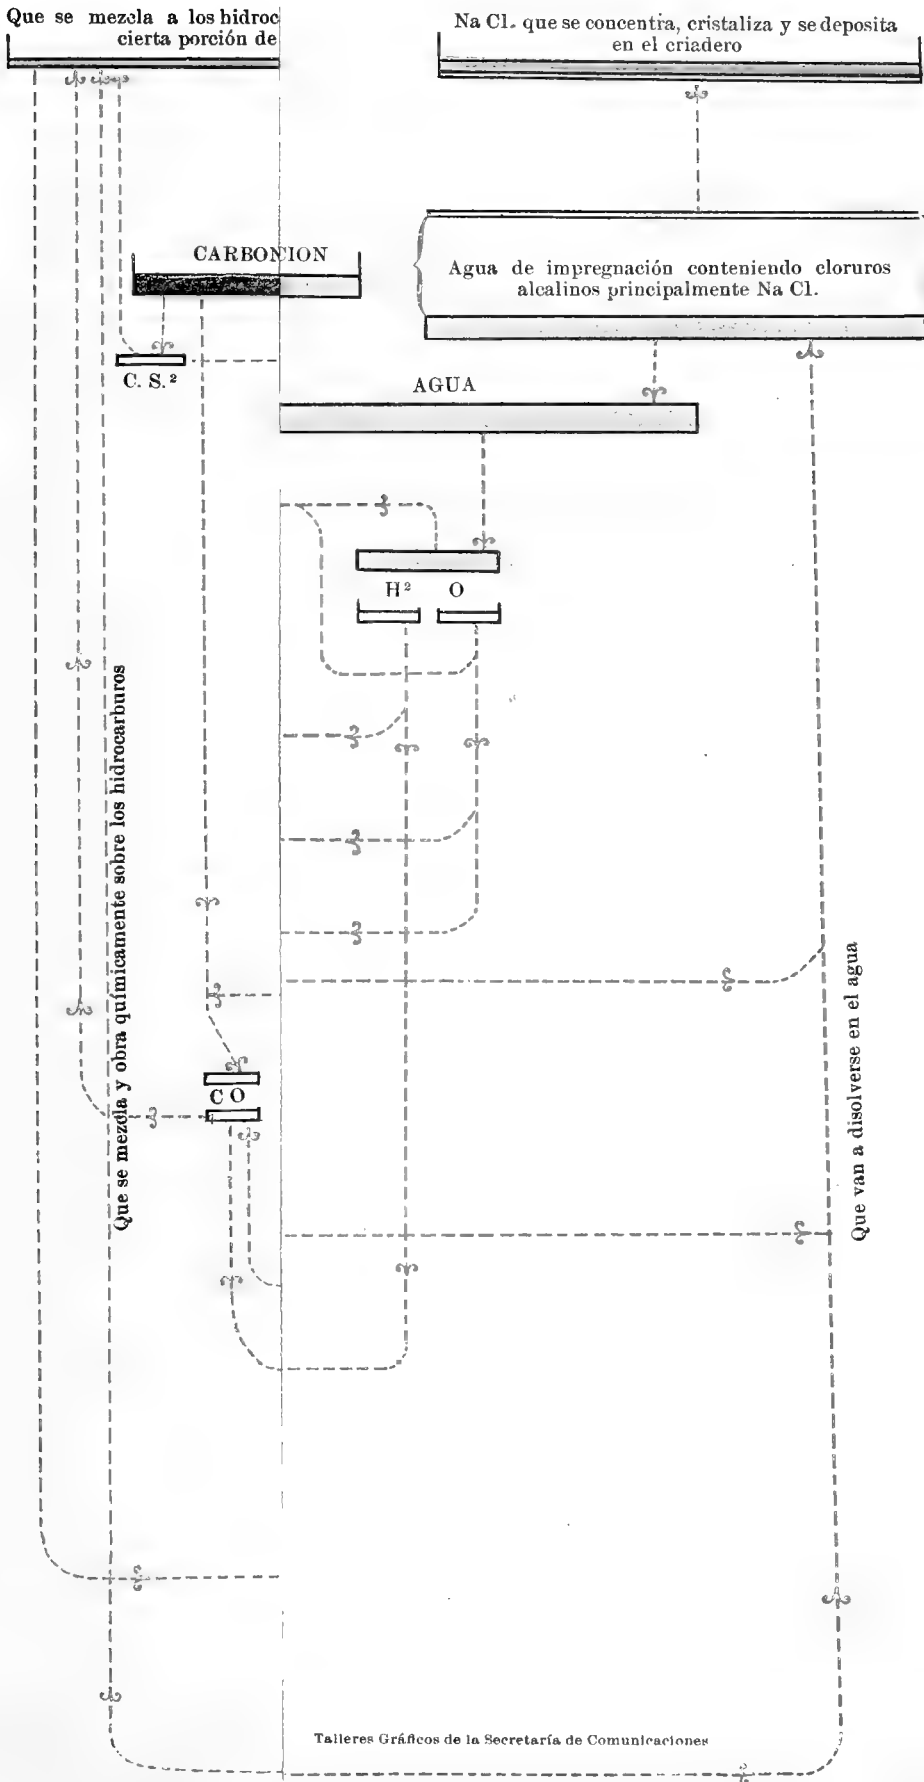 Que se mezcla a los hidroc
cierta porción de
Na Cl. que se concentra, cristaliza y se deposita
en el criadero
CARBONCION
Agua de impregnación conteniendo cloruros
alcalinos principalmente Na Cl.
C. S.²
AGUA
H² O
Que se mezcla y obra químicamente sobre los hidrocarburos
C O
Que van a disolverse en el agua
Talleres Gráficos de la Secretaría de Comunicaciones